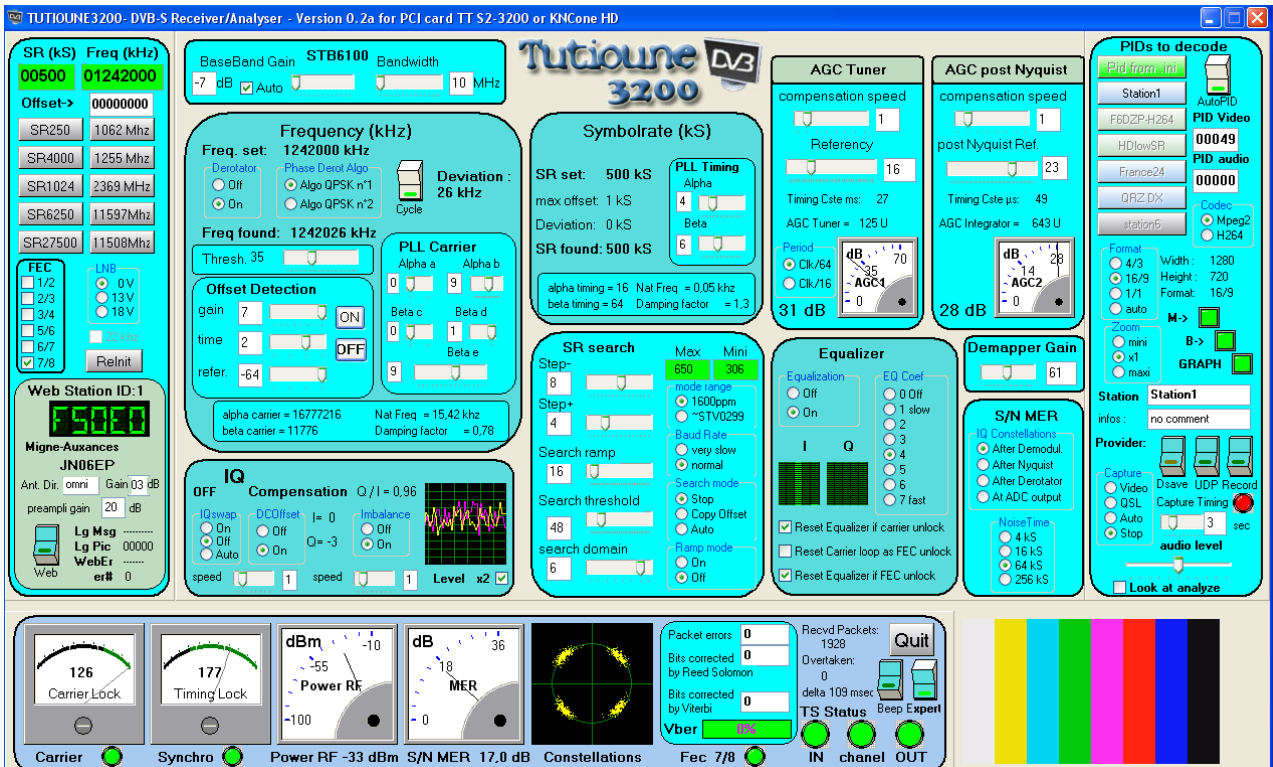 TUTIOUNE3200- DVB-S Receiver/Analyser - Version 0.2a for PCI card TT S2-3200 or KNCone HD
SR (kS) Freq (kHz)
00500 01242000
Offset-> 00000000
SR250 1062 Mhz
SR4000 1255 Mhz
SR1024 2369 MHz
SR6250 11597Mhz
SR27500 11508Mhz
FEC
1/2
2/3
3/4
5/6
6/7
7/8
LNB
0 V
13 V
18 V
22 khz
ReInit
Web Station ID:1
F5OEO
Migne-Auxances
JN06EP
Ant. Dir. omni Gain 03 dB
preampli gain 20 dB
Lg Msg --------
Lg Pic 00000
WebEr ------
er# 0
Web
BaseBand Gain STB6100 Bandwidth
-7 dB Auto 10 MHz
Tutioune DVB
3200
Frequency (kHz)
Freq. set: 1242000 kHz
Derotator
Off
On
Phase Derot Algo
Algo QPSK n°1
Algo QPSK n°2
Cycle
Deviation :
26 kHz
Freq found: 1242026 kHz
Thresh. 35
Offset Detection
gain 7 ON
time 2 OFF
refer. -64
PLL Carrier
Alpha a Alpha b
0 9
Beta c Beta d
0 1
Beta e
9
alpha carrier = 16777216 Nat Freq = 15,42 khz
beta carrier = 11776 Damping factor = 0,78
IQ
OFF Compensation Q / I = 0,96
IQswap
On
Off
Auto
DCOffset
Off
On
I= 0
Q= -3
Imbalance
Off
On
speed 1 speed 1 Level x2
Symbolrate (kS)
SR set: 500 kS
max offset: 1 kS
Deviation: 0kS
SR found: 500 kS
PLL Timing
Alpha
4
Beta
6
alpha timing = 16 Nat Freq = 0,05 khz
beta timing = 64 Damping factor = 1,3
SR search
Max Mini
650 306
Step-
8
Step+
4
Search ramp
16
Search threshold
48
search domain
6
mode range
1600ppm
~STV0299
Baud Rate
very slow
normal
Search mode
Stop
Copy Offset
Auto
Ramp mode
On
Off
AGC Tuner
compensation speed
1
Referency
16
Timing Cste ms: 27
AGC Tuner = 125 U
Period
Clk/64
Clk/16
dB 70
35
AGC1
0
31 dB
AGC post Nyquist
compensation speed
1
post Nyquist Ref.
23
Timing Cste µs: 49
AGC Integrator = 643 U
dB 28
14
AGC2
0
28 dB
Equalizer
Equalization
Off
On
I Q
EQ Coef
0 Off
1 slow
2
3
4
5
6
7 fast
Reset Equalizer if carrier unlock
Reset Carrier loop as FEC unlock
Reset Equalizer if FEC unlock
Demapper Gain
61
S/N MER
IQ Constellations
After Demodul.
After Nyquist
After Derotator
At ADC output
NoiseTime
4 kS
16 kS
64 kS
256 kS
PIDs to decode
Pid from .ini
Station1
F6DZP-H264
HDlowSR
France24
QRZ DX
station6
AutoPID
PID Video
00049
PID audio
00000
Codec
Mpeg2
H264
Format
4/3
16/9
1/1
auto
Width : 1280
Height : 720
Format: 16/9
Zoom
mini
x1
maxi
M->
B->
GRAPH
Station Station1
infos : no comment
Provider:
Dsave UDP Record
Capture
Video
QSL
Auto
Stop
Capture Timing
3 sec
audio level
Look at analyze
126
Carrier Lock
Carrier
177
Timing Lock
Synchro
dBm -10
-55
Power RF
-100
Power RF -33 dBm
dB 36
18
MER
0
S/N MER 17,0 dB
Constellations
Packet errors 0
Bits corrected 0
by Reed Solomon
Bits corrected 0
by Viterbi
Vber 0%
Fec 7/8
Recvd Packets:
1928
Overtaken:
0
delta 109 msec
Quit
Beep Expert
TS Status
IN chanel OUT